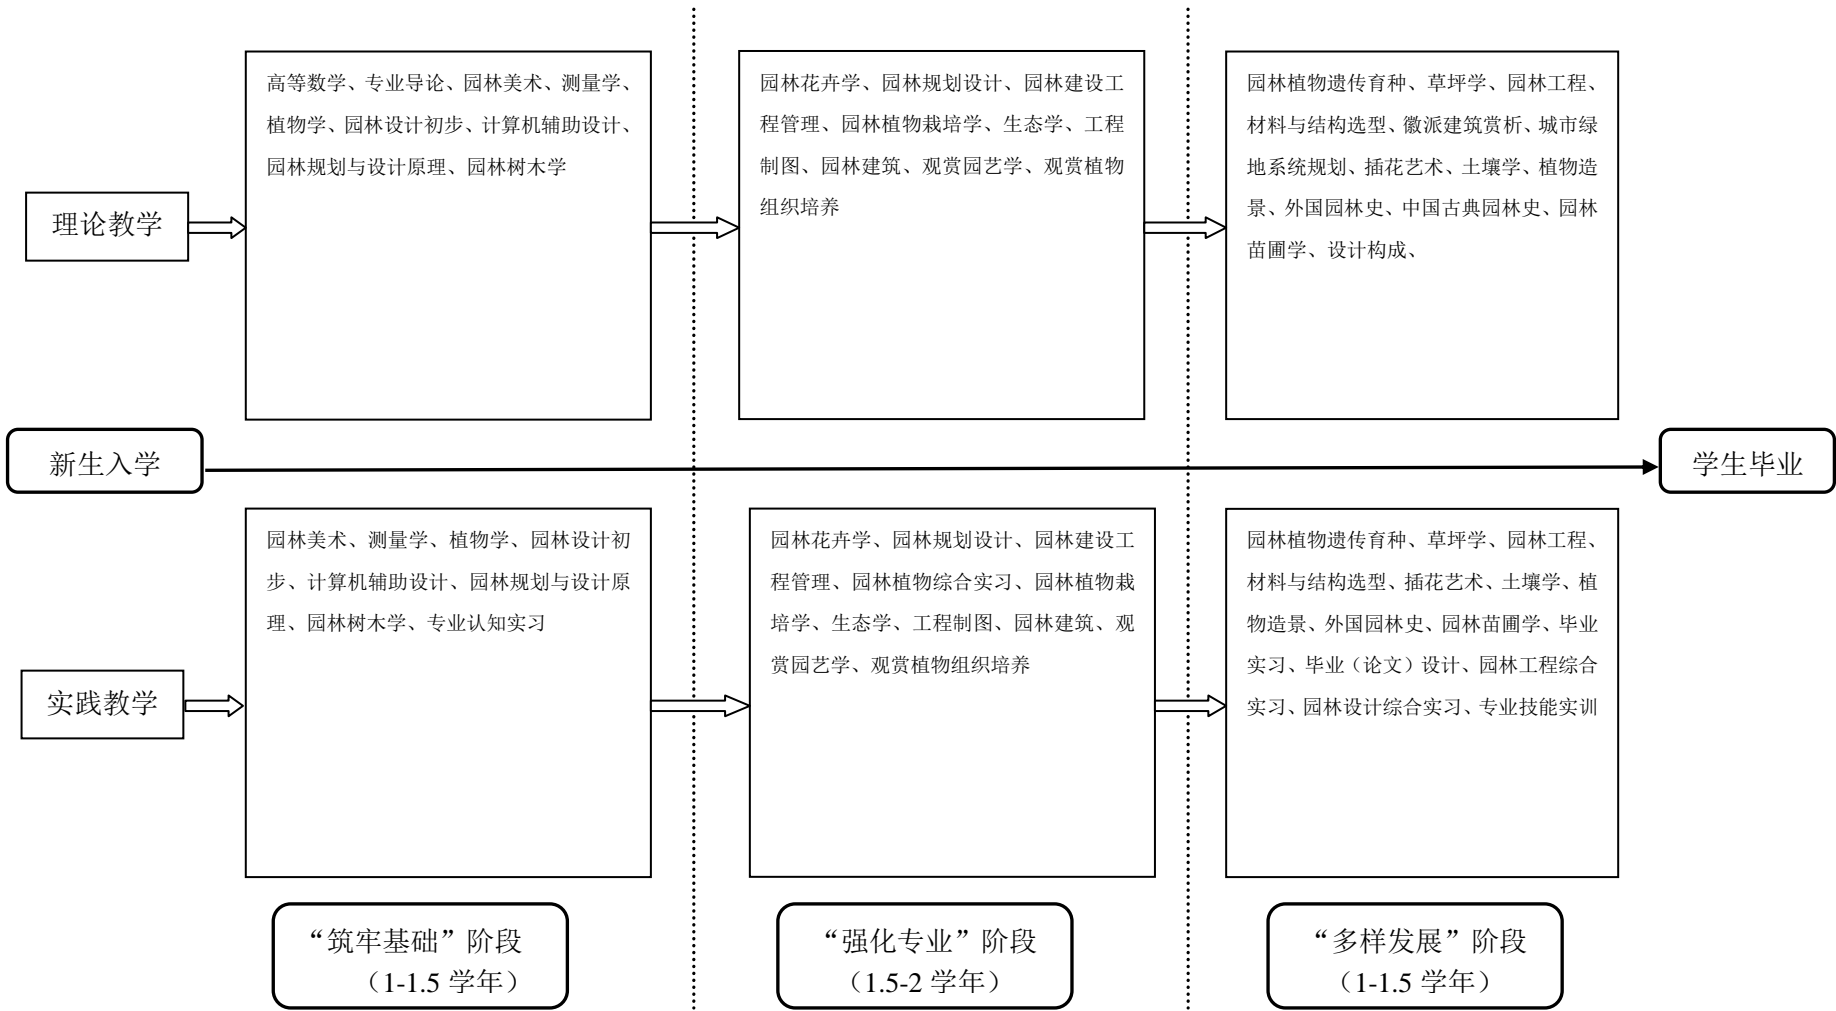 高等数学、专业导论、园林美术、测量学、
植物学、园林设计初步、计算机辅助设计、
园林规划与设计原理、园林树木学
园林花卉学、园林规划设计、园林建设工
程管理、园林植物栽培学、生态学、工程
制图、园林建筑、观赏园艺学、观赏植物
组织培养
园林植物遗传育种、草坪学、园林工程、
材料与结构选型、徽派建筑赏析、城市绿
地系统规划、插花艺术、土壤学、植物造
景、外国园林史、中国古典园林史、园林
苗圃学、设计构成、
理论教学
新生入学
学生毕业
园林美术、测量学、植物学、园林设计初
步、计算机辅助设计、园林规划与设计原
理、园林树木学、专业认知实习
园林花卉学、园林规划设计、园林建设工
程管理、园林植物综合实习、园林植物栽
培学、生态学、工程制图、园林建筑、观
赏园艺学、观赏植物组织培养
园林植物遗传育种、草坪学、园林工程、
材料与结构选型、插花艺术、土壤学、植
物造景、外国园林史、园林苗圃学、毕业
实习、毕业（论文）设计、园林工程综合
实习、园林设计综合实习、专业技能实训
实践教学
“筑牢基础”阶段
（1-1.5 学年）
“强化专业”阶段
（1.5-2 学年）
“多样发展”阶段
（1-1.5 学年）